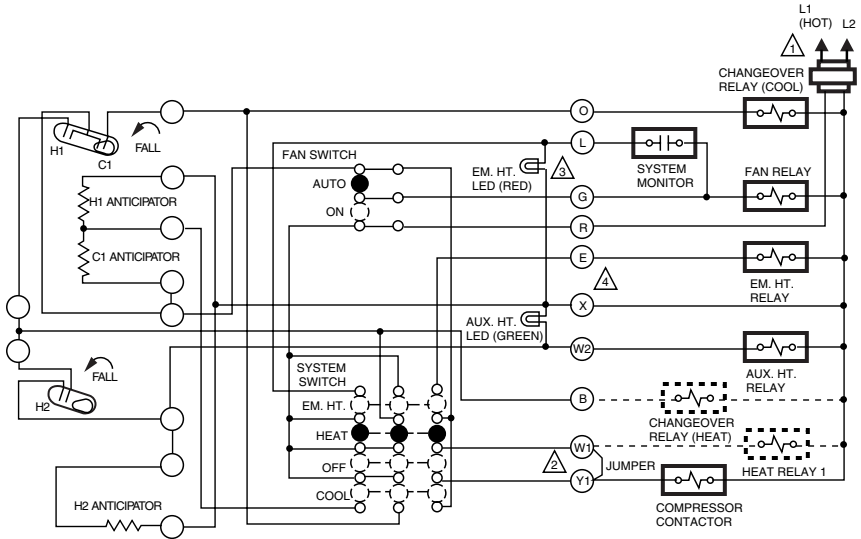 L1
(HOT) L2
1
CHANGEOVER
RELAY (COOL)
O
H1
C1
FALL
FAN SWITCH
AUTO
ON
L
EM. HT.
LED (RED)
3
SYSTEM
MONITOR
FAN RELAY
G
H1 ANTICIPATOR
R
C1 ANTICIPATOR
E
4
EM. HT.
RELAY
X
AUX. HT.
LED (GREEN)
W2
AUX. HT.
RELAY
FALL
H2
SYSTEM
SWITCH
EM. HT.
HEAT
OFF
COOL
B
CHANGEOVER
RELAY (HEAT)
W1
2
JUMPER
HEAT RELAY 1
Y1
H2 ANTICIPATOR
COMPRESSOR
CONTACTOR